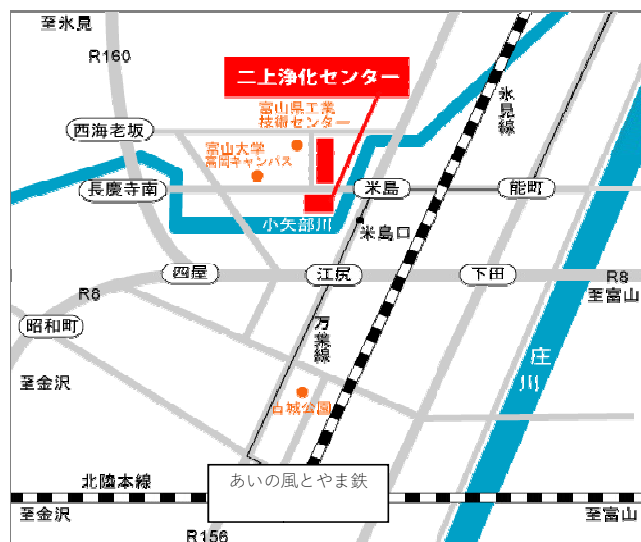 至氷見
R160
二上浄化センター
富山県工業
技術センター
氷見線
西海老坂
富山大学
高岡キャンパス
長慶寺南
米島
能町
小矢部川
米島口
四屋
江尻
下田
R8
R6
至富山
昭和町
万葉線
庄川
至金沢
古城公園
あいの風とやま鉄
北陸本線
至金沢
至富山
R156